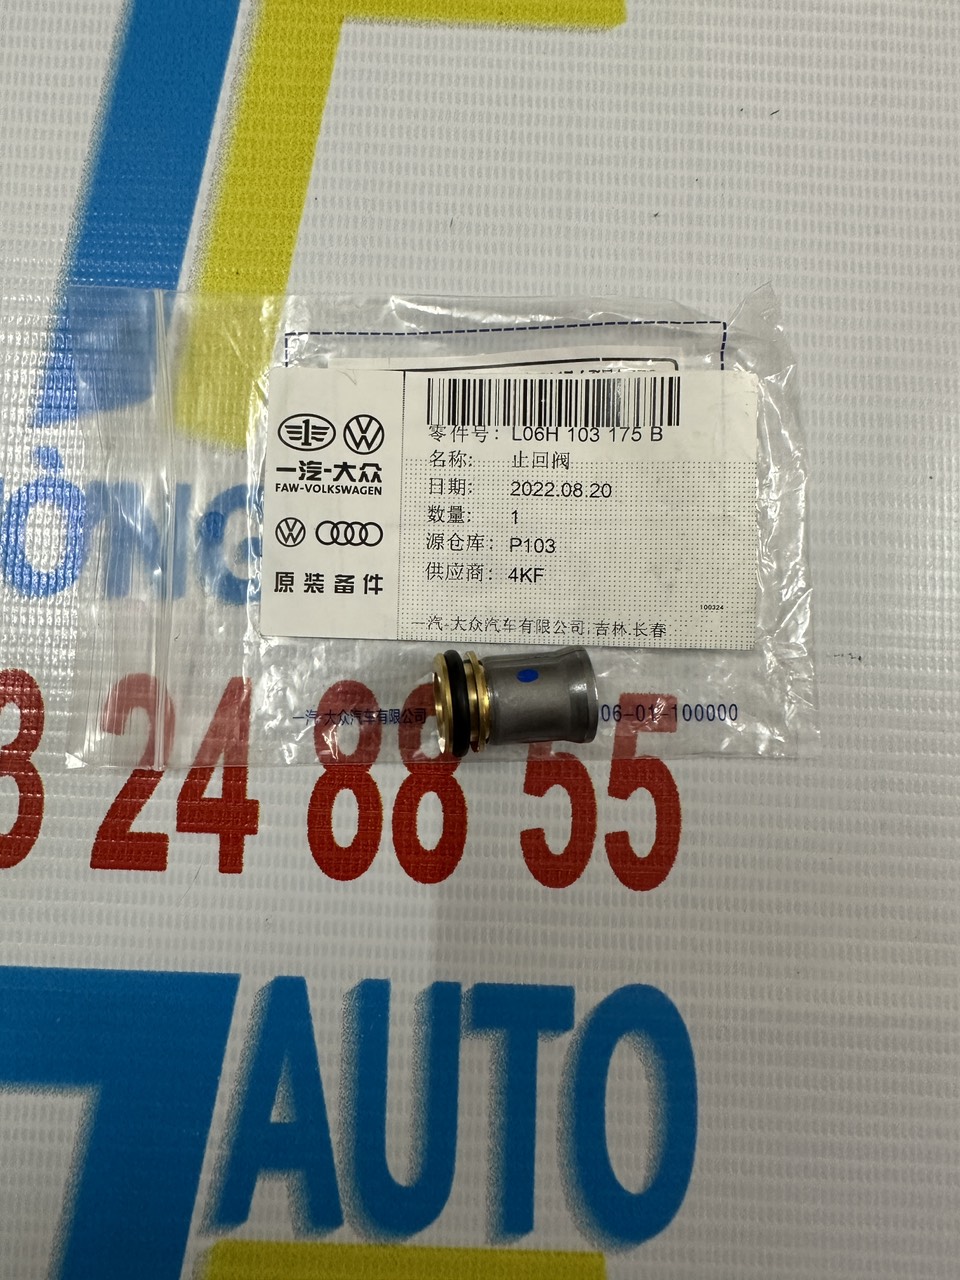 零件号: L06H 103 175 B
名称: 止回阀
日期: 2022.08.20
数量: 1
源仓库: P103
供应商: 4KF
100324
一汽-大众汽车有限公司.吉林.长春
一汽-大众
FAW-VOLKSWAGEN
原装备件
ÔNG
一汽-大众汽车有限公司
06-01-100000
3 24 88 55
AUTO